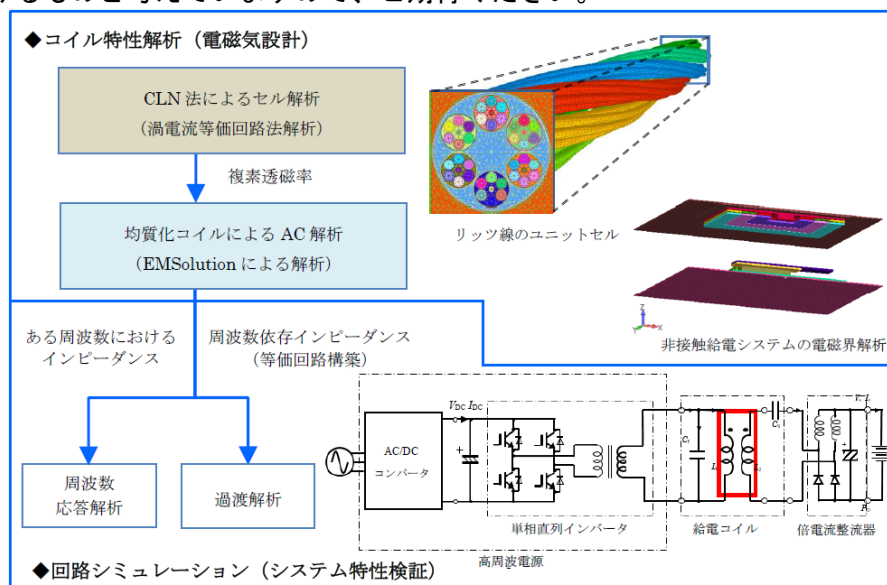 ◆コイル特性解析（電磁気設計）
CLN 法によるセル解析
（渦電流等価回路法解析）
複素透磁率
均質化コイルによる AC 解析
（EMSolution による解析）
リッツ線のユニットセル
Z
Y
X
非接触給電システムの電磁界解析
ある周波数における
インピーダンス
周波数依存インピーダンス
（等価回路構築）
周波数
応答解析
過渡解析
VDC IDC
AC/DC
コンバータ
+
単相直列インバータ
高周波電源
給電コイル
+
倍電流整流器
◆回路シミュレーション（システム特性検証）